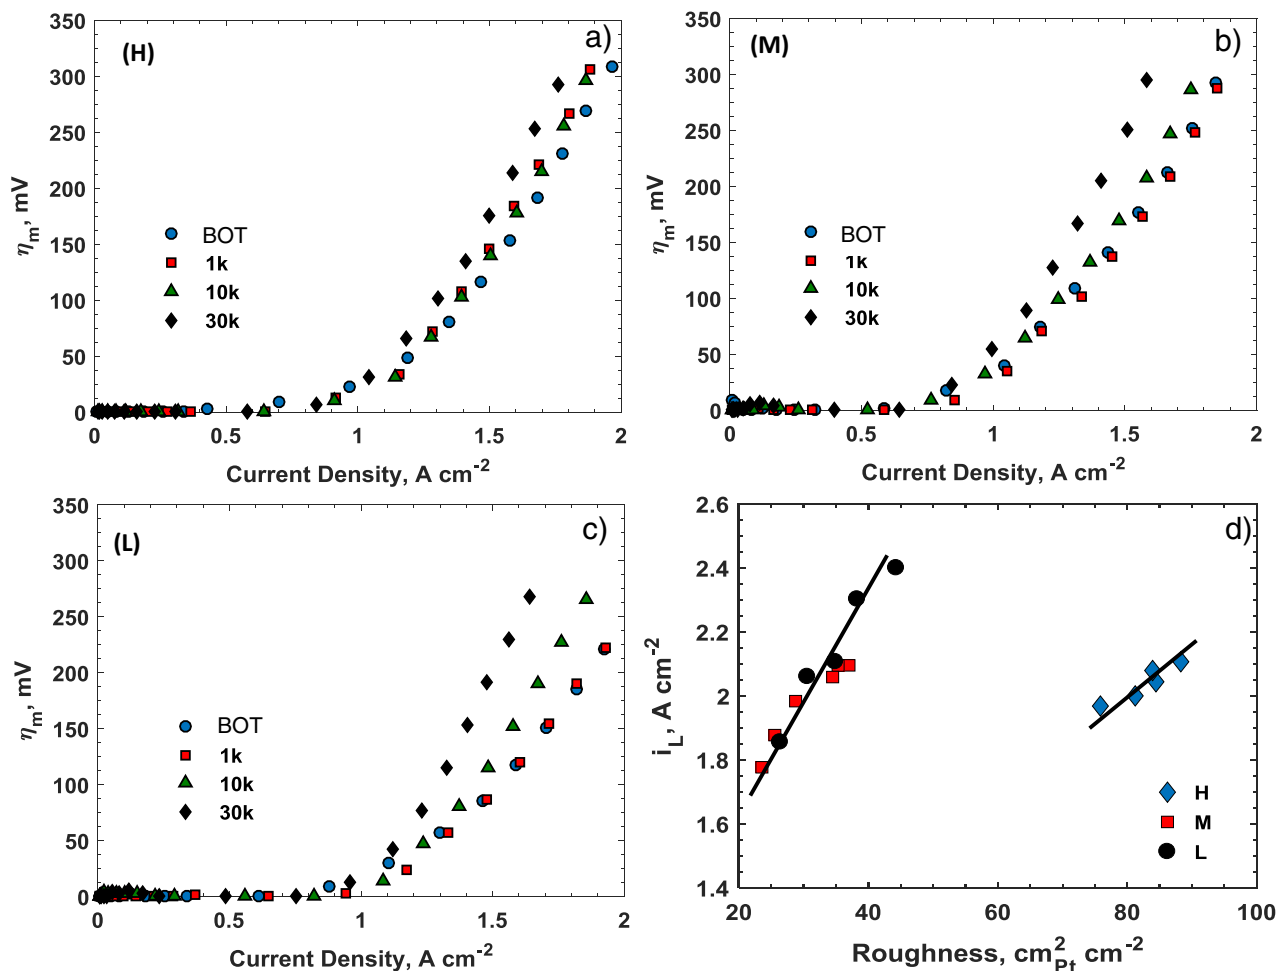 (H)
a)
350
300
250
200
150
100
50
0
ηm, mV
BOT
1k
10k
30k
0
0.5
1
1.5
2
Current Density, A cm-2
(M)
b)
350
300
250
200
150
100
50
0
ηm, mV
BOT
1k
10k
30k
0
0.5
1
1.5
2
Current Density, A cm-2
(L)
c)
350
300
250
200
150
100
50
0
ηm, mV
BOT
1k
10k
30k
0
0.5
1
1.5
2
Current Density, A cm-2
d)
2.6
2.4
2.2
2
1.8
1.6
1.4
iL, A cm-2
H
M
L
20
40
60
80
100
Roughness, cm2Pt cm-2